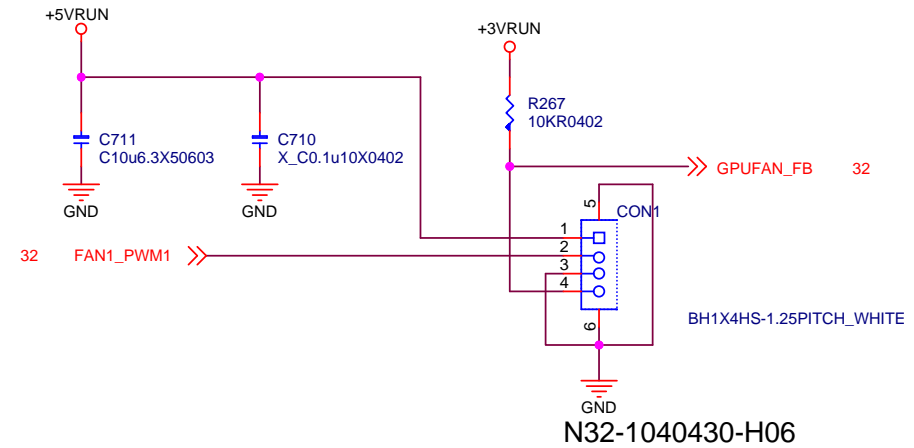 +5VRUN
+3VRUN
R267
10KR0402
C711
C10u6.3X50603
C710
X_C0.1u10X0402
GPUFAN_FB 32
GND
GND
5
CON1
1
32 FAN1_PWM1
2
3
4
6
BH1X4HS-1.25PITCH_WHITE
GND
N32-1040430-H06